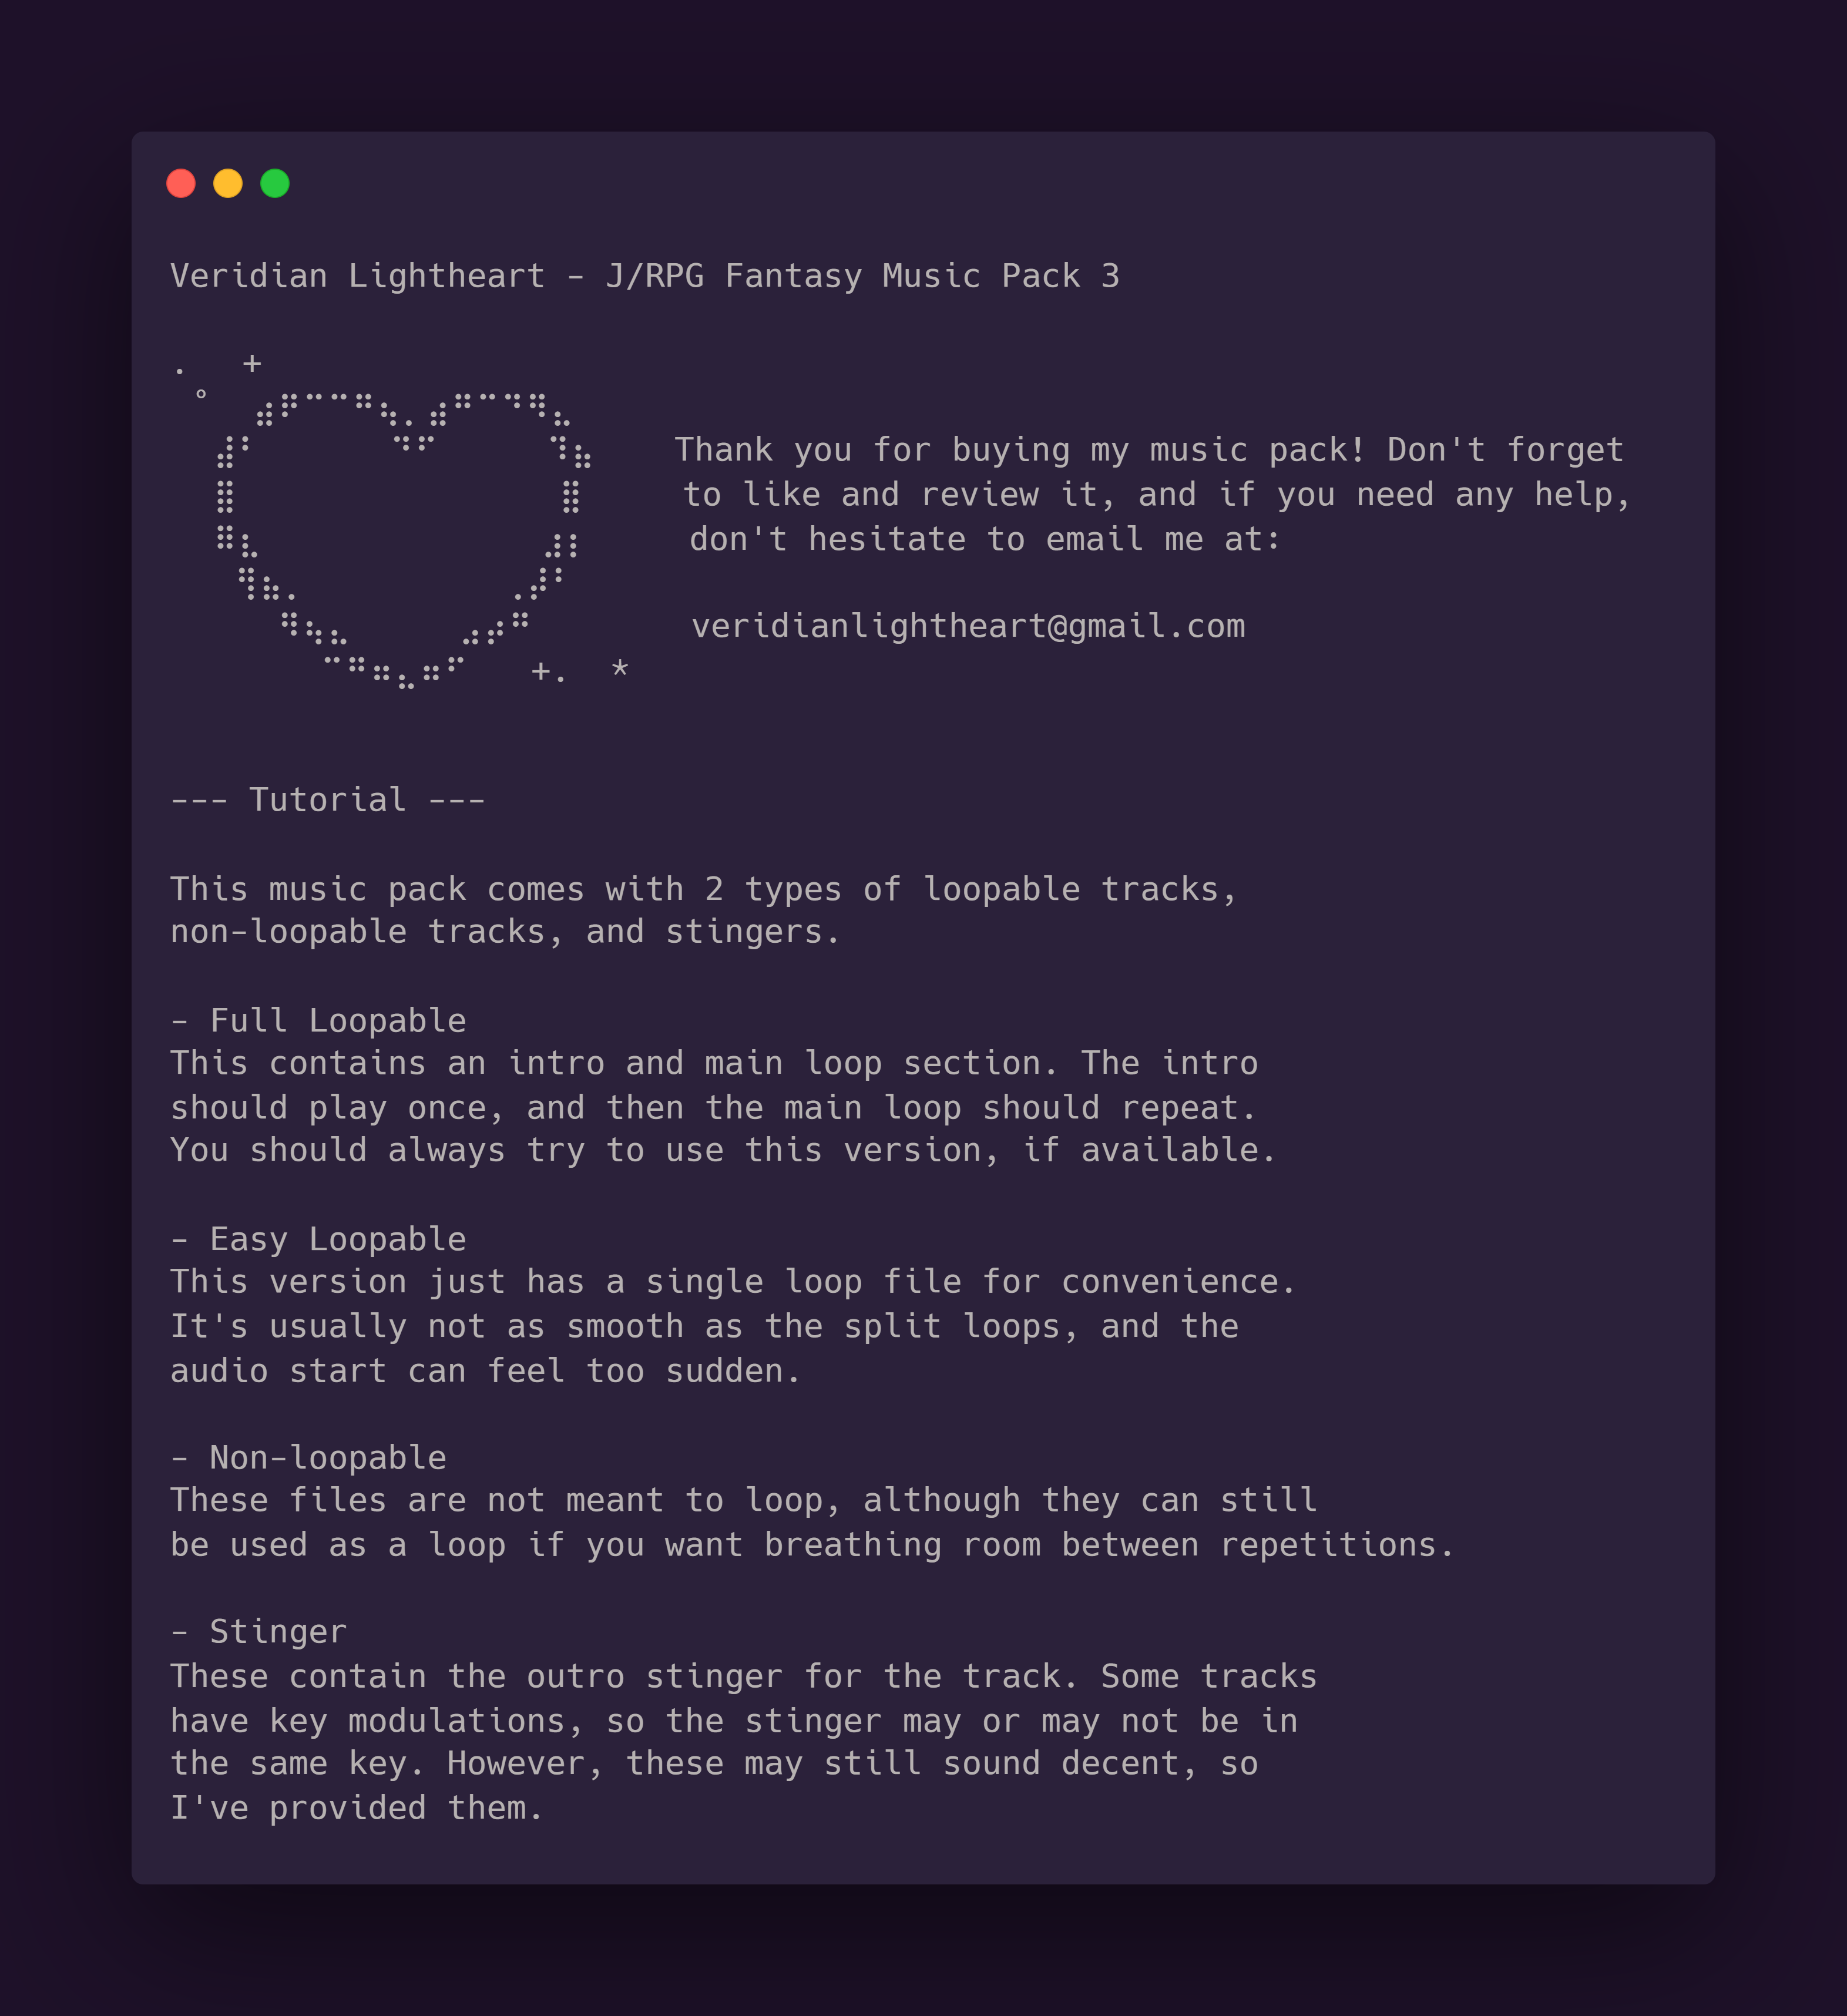 Veridian Lightheart - J/RPG Fantasy Music Pack 3
Thank you for buying my music pack! Don't forget
to like and review it, and if you need any help,
don't hesitate to email me at:
veridianlightheart@gmail.com
--- Tutorial ---
This music pack comes with 2 types of loopable tracks,
non-loopable tracks, and stingers.
- Full Loopable
This contains an intro and main loop section. The intro
should play once, and then the main loop should repeat.
You should always try to use this version, if available.
- Easy Loopable
This version just has a single loop file for convenience.
It's usually not as smooth as the split loops, and the
audio start can feel too sudden.
- Non-loopable
These files are not meant to loop, although they can still
be used as a loop if you want breathing room between repetitions.
- Stinger
These contain the outro stinger for the track. Some tracks
have key modulations, so the stinger may or may not be in
the same key. However, these may still sound decent, so
I've provided them.